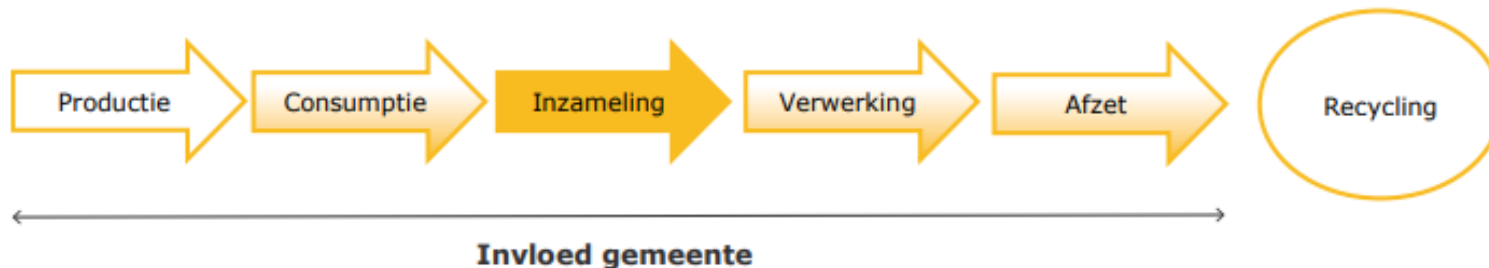 Productie
Consumptie
Inzameling
Verwerking
Afzet
Recycling
Invloed gemeente